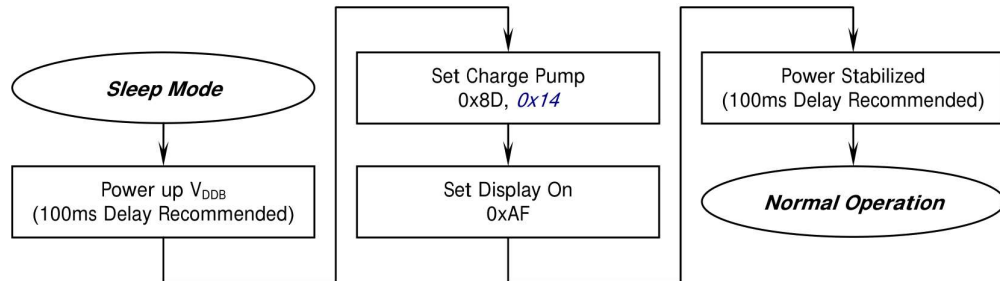 Sleep Mode
Power up VDDB
(100ms Delay Recommended)
Set Charge Pump
0x8D, 0x14
Set Display On
0xAF
Power Stabilized
(100ms Delay Recommended)
Normal Operation